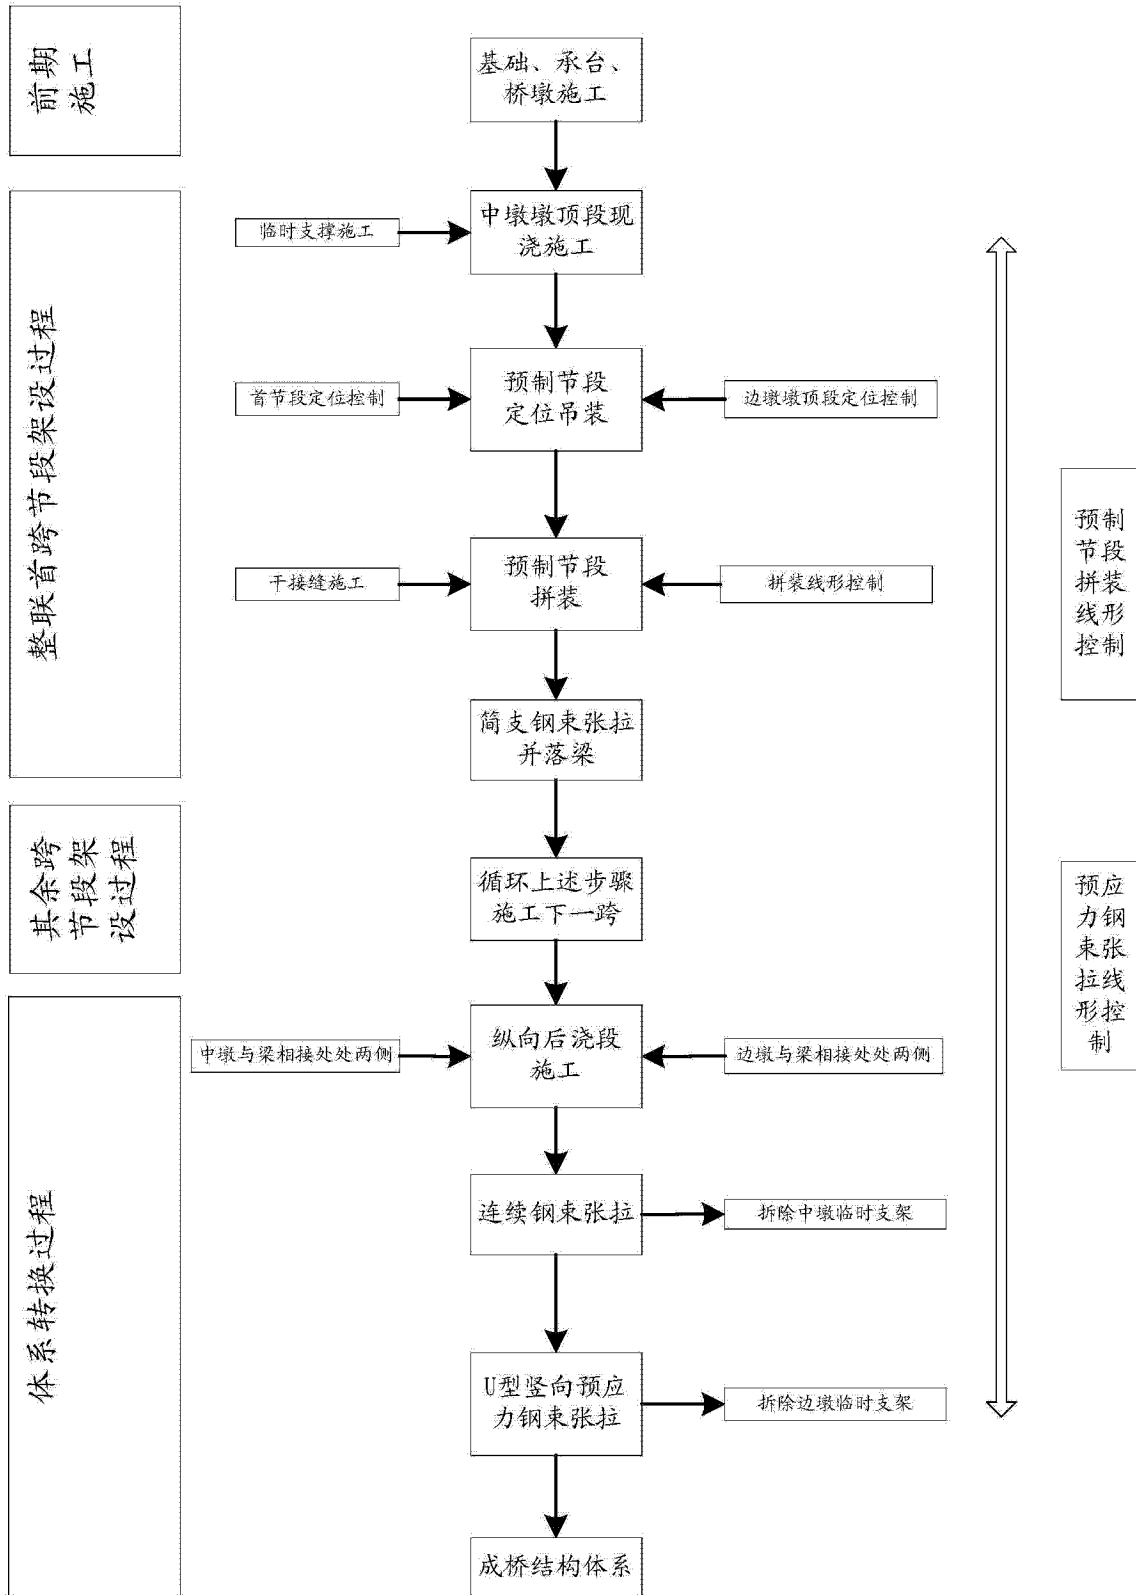 前期
施工
基础、承台、
桥墩施工
整联首跨节段架设过程
临时支撑施工
中墩墩顶段现
浇施工
首节段定位控制
预制节段
定位吊装
边墩墩顶段定位控制
干接缝施工
预制节段
拼装
拼装线形控制
简支钢束张拉
并落梁
预制
节段
拼装
线形
控制
其余跨
节段架
设过程
循环上述步骤
施工下一跨
预应
力钢
束张
拉线
形控
制
体系转换过程
中墩与梁相接处处两侧
纵向后浇段
施工
边墩与梁相接处处两侧
连续钢束张拉
拆除中墩临时支架
U型竖向预应
力钢束张拉
拆除边墩临时支架
成桥结构体系